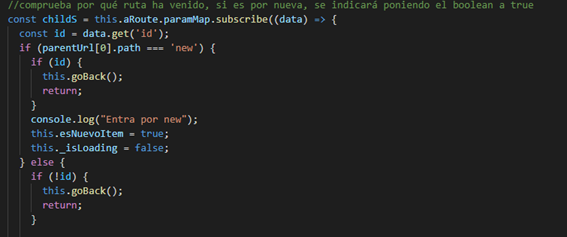 //comprueba por qué ruta ha venido, si es por nueva, se indicará poniendo el boolean a true
const childS = this.aRoute.paramMap.subscribe((data) => {
const id = data.get('id');
if (parentUrl[0].path === 'new') {
if (id) {
this.goBack();
return;
}
console.log("Entra por new");
this.esNuevoItem = true;
this._isLoading = false;
} else {
if (!id) {
this.goBack();
return;
}